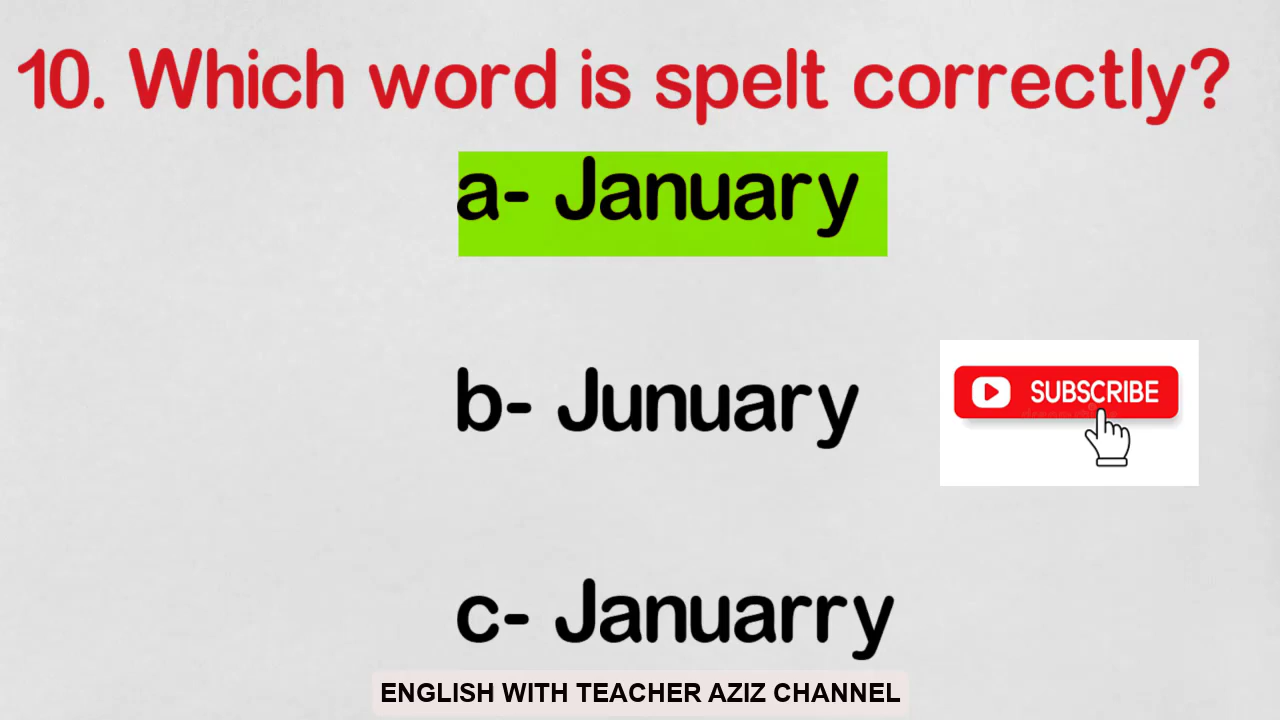 10. Which word is spelt correctly?
a- January
b- Junuary
SUBSCRIBE
c- Januarry
ENGLISH WITH TEACHER AZIZ CHANNEL